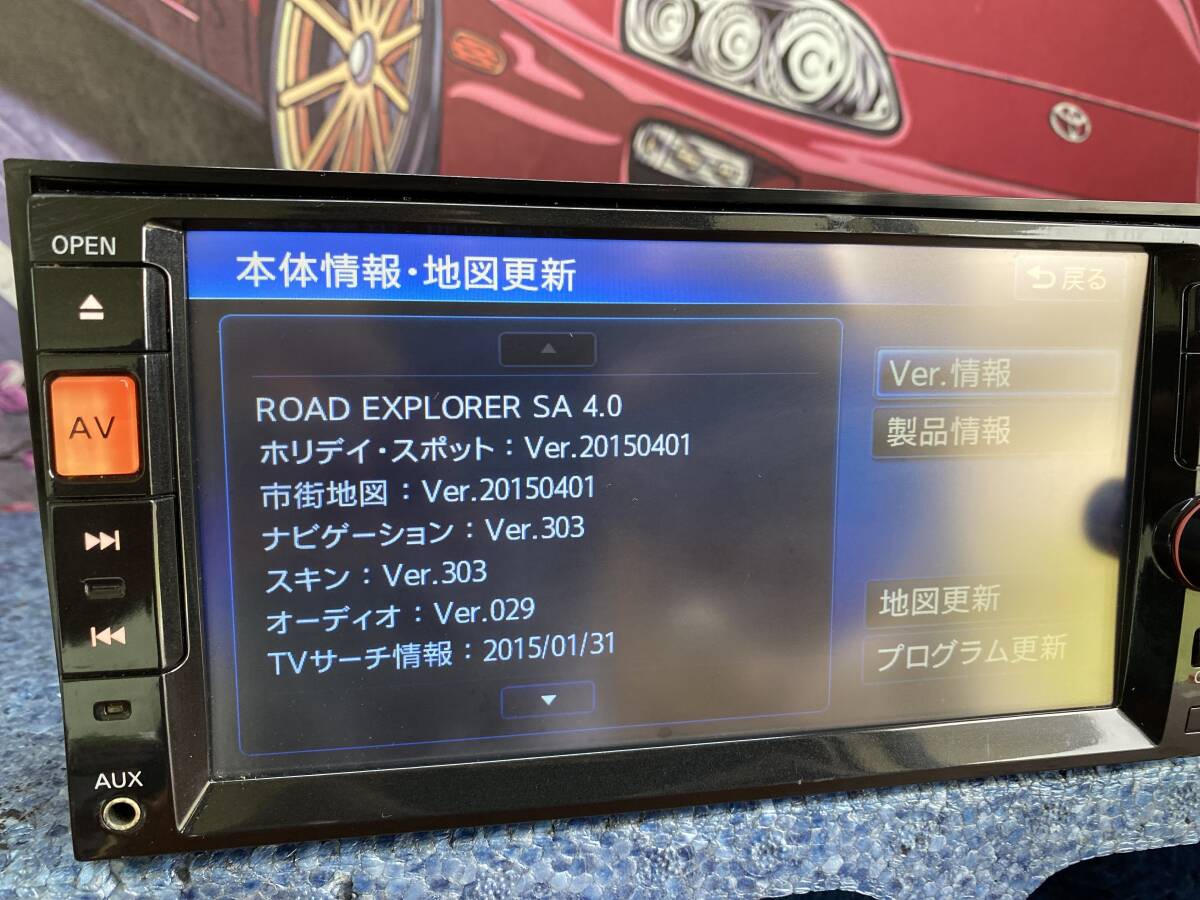 OPEN
AV
AUX
本体情報・地図更新
戻る
ROAD EXPLORER SA 4.0
ホリデイ・スポット：Ver.20150401
市街地図：Ver.20150401
ナビゲーション：Ver.303
スキン：Ver.303
オーディオ：Ver.029
TVサーチ情報：2015/01/31
Ver.情報
製品情報
地図更新
プログラム更新